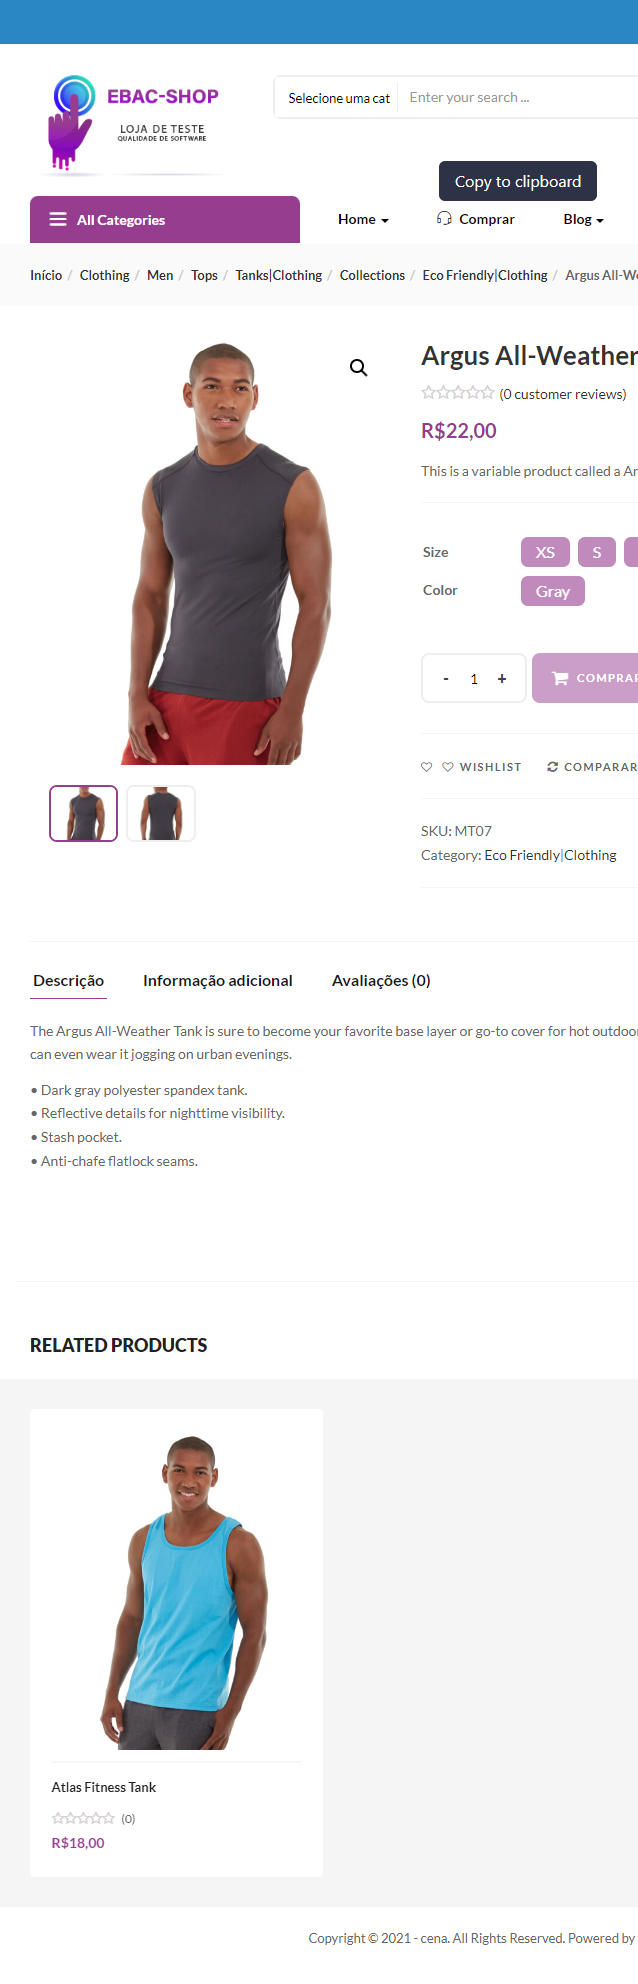 EBAC-SHOP
LOJA DE TESTE
QUALIDADE DE SOFTWARE
Selecione uma cat
Enter your search ...
Copy to clipboard
All Categories
Home
Comprar
Blog
Início / Clothing / Men / Tops / Tanks|Clothing / Collections / Eco Friendly|Clothing / Argus All-We
Argus All-Weather
(0 customer reviews)
R$22,00
This is a variable product called a Ar
Size XS S
Color Gray
- 1 + COMPRAR
WISHLIST COMPARAR
SKU: MT07
Category: Eco Friendly|Clothing
Descrição Informação adicional Avaliações (0)
The Argus All-Weather Tank is sure to become your favorite base layer or go-to cover for hot outdoor
can even wear it jogging on urban evenings.
• Dark gray polyester spandex tank.
• Reflective details for nighttime visibility.
• Stash pocket.
• Anti-chafe flatlock seams.
RELATED PRODUCTS
Atlas Fitness Tank
(0)
R$18,00
Copyright © 2021 - cena. All Rights Reserved. Powered by